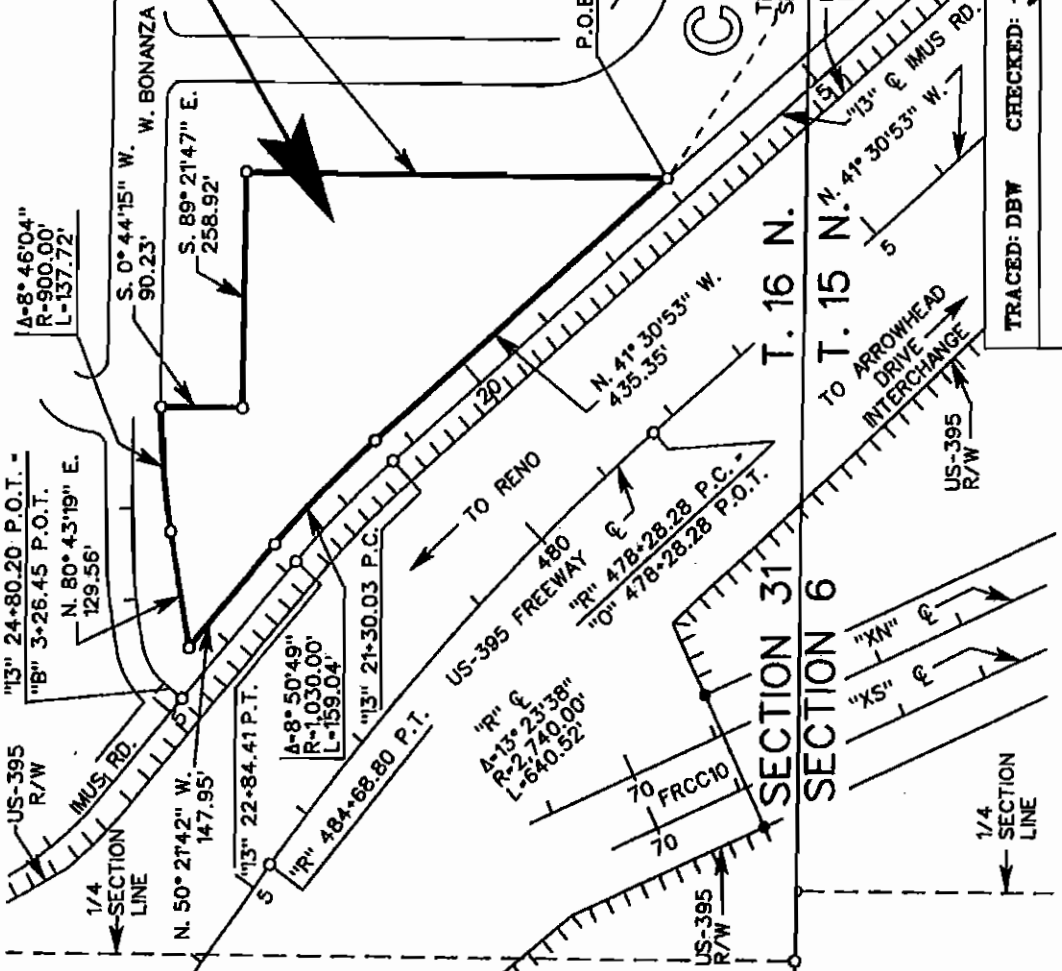 "13" 24+80.20 P.O.T. =
"B" 3+26.45 P.O.T.
N. 80° 43'19" E.
129.56'
Δ=8° 46'04"
R=900.00'
L=137.72'
S. 0° 44'15" W.
90.23'
W. BONANZA
S. 89° 21'47" E.
258.92'
C
US-395
R/W
IMUS RD.
5
1/4
SECTION
LINE
N. 50° 21'42" W.
147.95'
"13" 22+84.41 P.T.
Δ=8° 50'49"
R=1,030.00'
L=159.04'
"13" 21+30.03 P.C.
20
N. 41° 30'53" W.
435.35'
5
"13" ℄ IMUS RD.
N. 41° 30'53" W.
5
TO RENO
US-395 FREEWAY ℄
480
"R" 478+28.28 P.C. =
"O" 478+28.28 P.O.T.
5
"R" 484+68.80 P.T.
"R" ℄
Δ=13° 23'38"
R=2,740.00'
L=640.52'
T. 16 N.
T. 15 N.
TO ARROWHEAD
DRIVE
INTERCHANGE
US-395
R/W
70
FRCC10
70
SECTION 31
SECTION 6
"XN" ℄
"XS" ℄
US-395
R/W
1/4
SECTION
LINE
TRACED: DBW CHECKED: